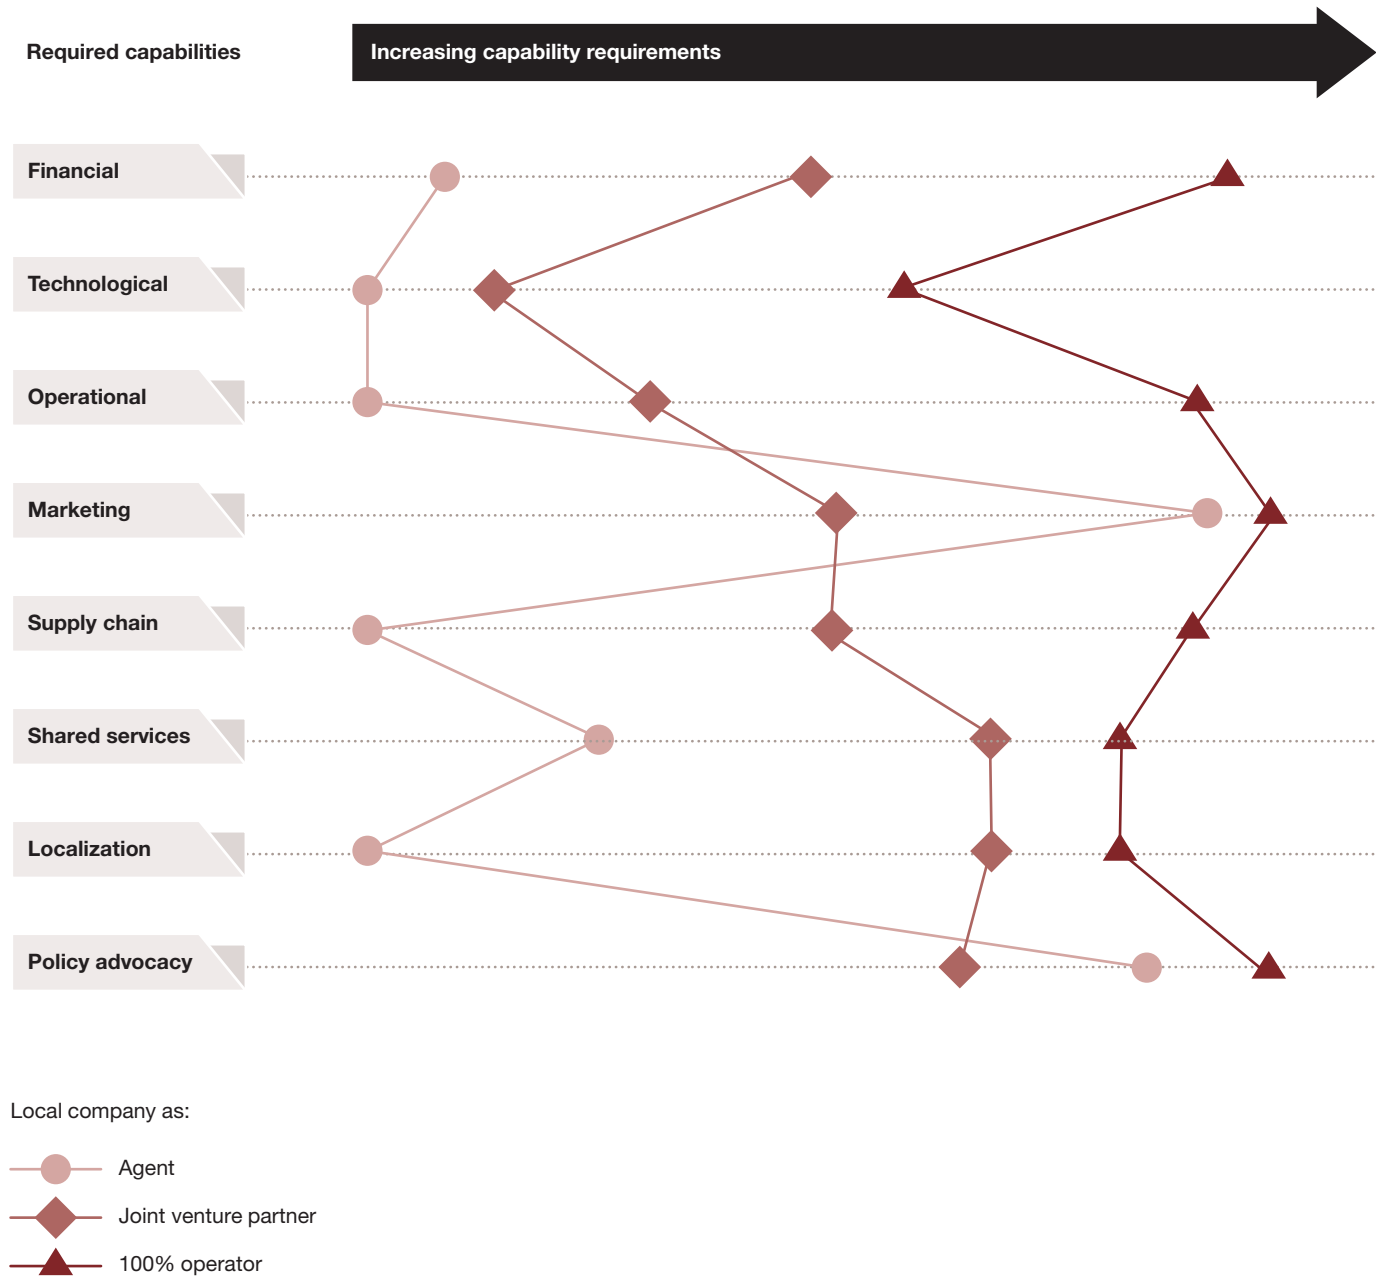 Required capabilities
Increasing capability requirements
Financial
Technological
Operational
Marketing
Supply chain
Shared services
Localization
Policy advocacy
Local company as:
Agent
Joint venture partner
100% operator